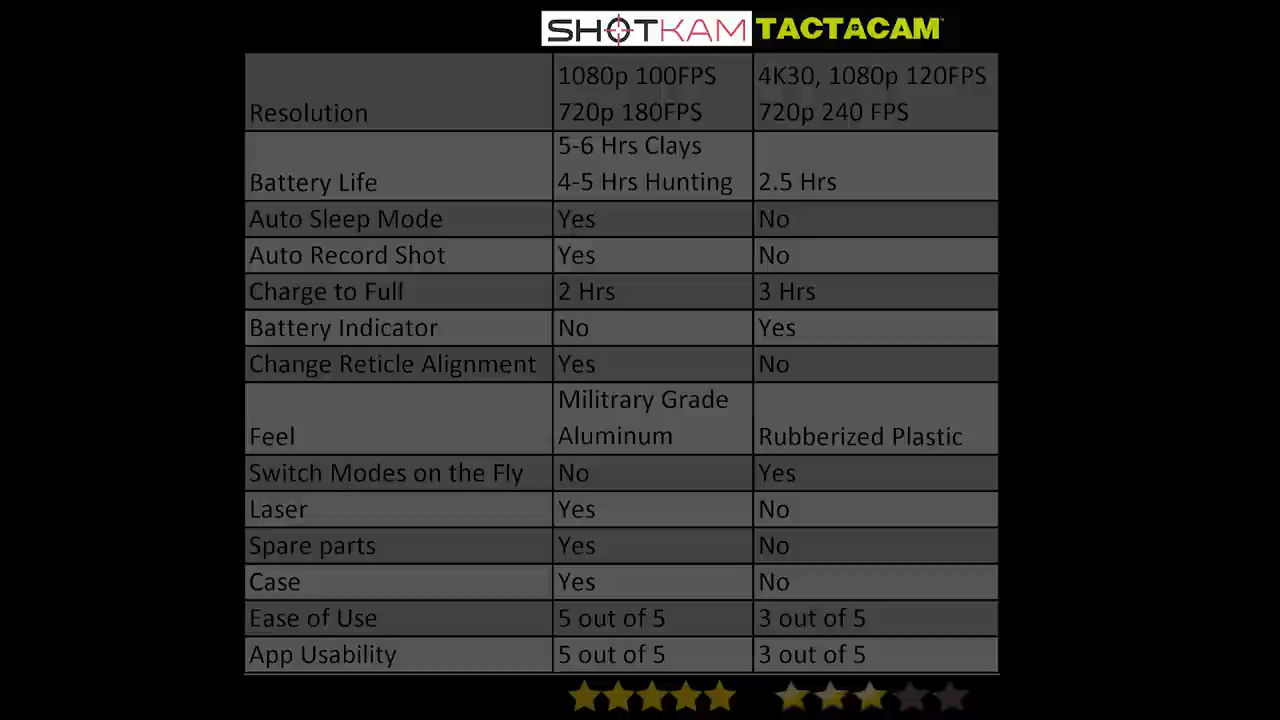 SHOTKAM TACTACAM™
1080p 100FPS 4K30, 1080p 120FPS
Resolution 720p 180FPS 720p 240 FPS
5-6 Hrs Clays
Battery Life 4-5 Hrs Hunting 2.5 Hrs
Auto Sleep Mode Yes No
Auto Record Shot Yes No
Charge to Full 2 Hrs 3 Hrs
Battery Indicator No Yes
Change Reticle Alignment Yes No
Militrary Grade
Feel Aluminum Rubberized Plastic
Switch Modes on the Fly No Yes
Laser Yes No
Spare parts Yes No
Case Yes No
Ease of Use 5 out of 5 3 out of 5
App Usability 5 out of 5 3 out of 5